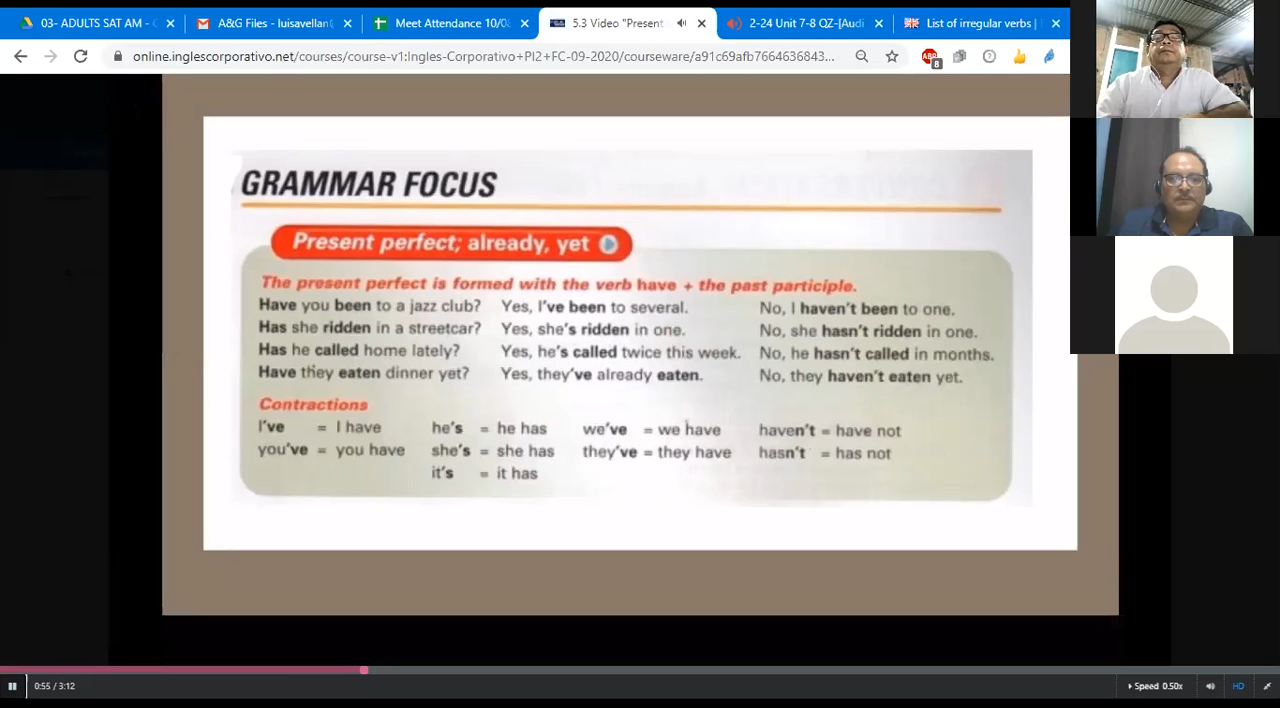 03- ADULTS SAT AM - C
A&G Files - luisavellan@
Meet Attendance 10/03
5.3 Video "Present
2-24 Unit 7-8 QZ-[Audi
List of irregular verbs |
online.inglescorporativo.net/courses/course-v1:Ingles-Corporativo+PI2+FC-09-2020/courseware/a91c69afb7664636843...
8
GRAMMAR FOCUS
Present perfect; already, yet
The present perfect is formed with the verb have + the past participle.
Have you been to a jazz club? Yes, I've been to several. No, I haven't been to one.
Has she ridden in a streetcar? Yes, she's ridden in one. No, she hasn't ridden in one.
Has he called home lately? Yes, he's called twice this week. No, he hasn't called in months.
Have they eaten dinner yet? Yes, they've already eaten. No, they haven't eaten yet.
Contractions
I've = I have he's = he has we've = we have haven't = have not
you've = you have she's = she has they've = they have hasn't = has not
it's = it has
0:55 / 3:12
Speed 0.50x
HD